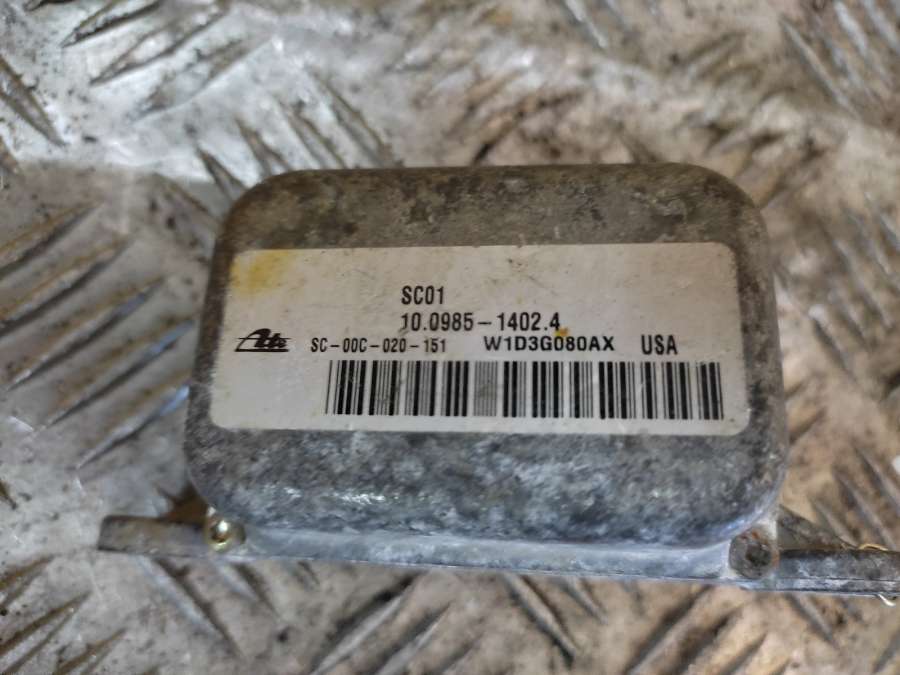 SC01
10.0985-1402.4
Ate SC-00C-020-151 W1D3G080AX USA